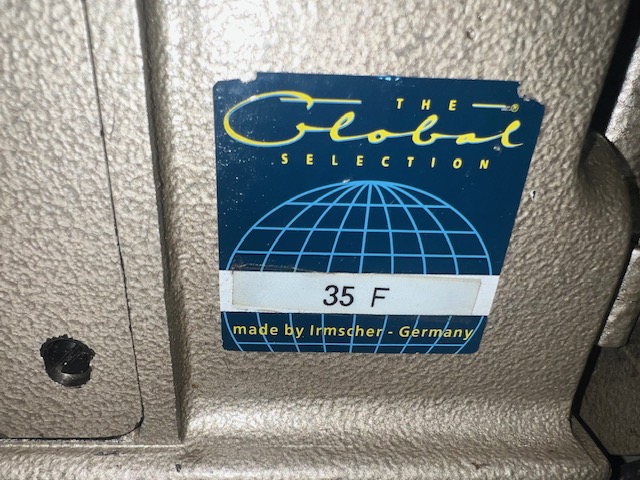 THE
Global®
SELECTION
35 F
made by Irmscher - Germany